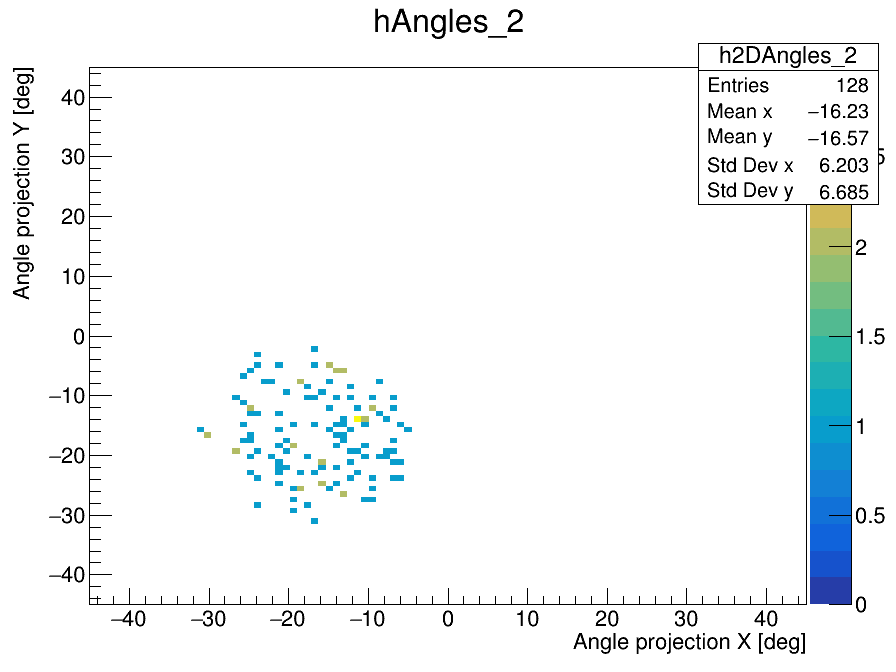 hAngles_2
h2DAngles_2
Entries 128
Mean x −16.23
Mean y −16.57
Std Dev x 6.203
Std Dev y 6.685
Angle projection Y [deg]
40
30
20
10
0
−10
−20
−30
−40
−40 −30 −20 −10 0 10 20 30 40
Angle projection X [deg]
5
2
1.5
1
0.5
0